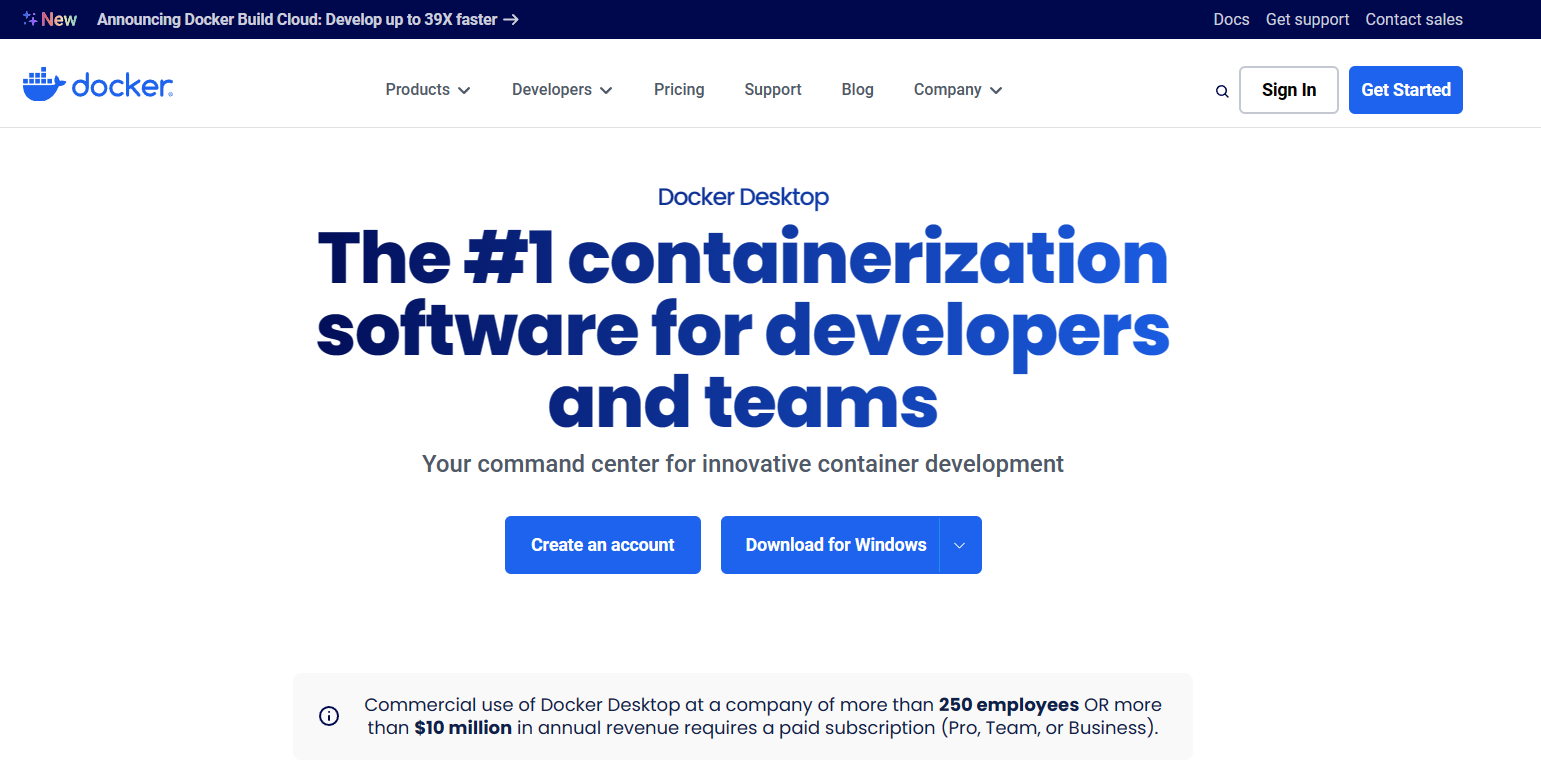 New Announcing Docker Build Cloud: Develop up to 39X faster → Docs Get support Contact sales
docker Products Developers Pricing Support Blog Company Sign In Get Started
Docker Desktop
The #1 containerization
software for developers
and teams
Your command center for innovative container development
Create an account Download for Windows
Commercial use of Docker Desktop at a company of more than 250 employees OR more
than $10 million in annual revenue requires a paid subscription (Pro, Team, or Business).